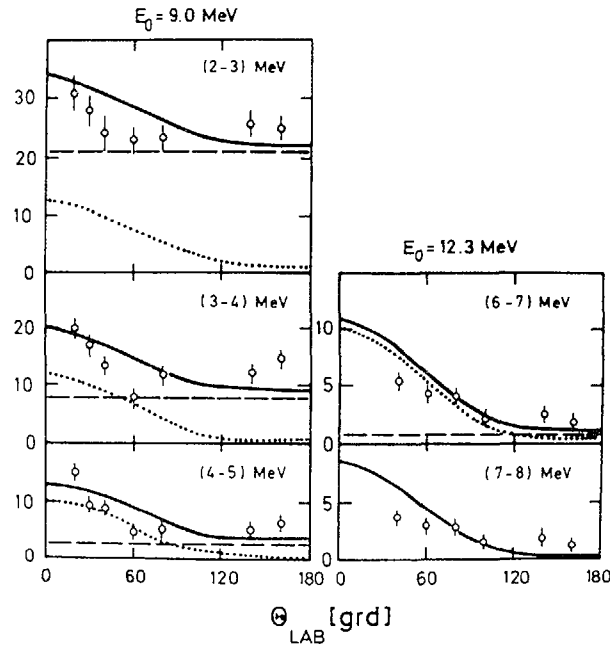 E0 = 9.0 MeV
(2-3) MeV
30
20
10
0
(3-4) MeV
20
10
0
(4-5) MeV
10
0
0 60 120 180
E0 = 12.3 MeV
(6-7) MeV
10
5
0
(7-8) MeV
5
0
0 60 120 180
ΘLAB [grd]